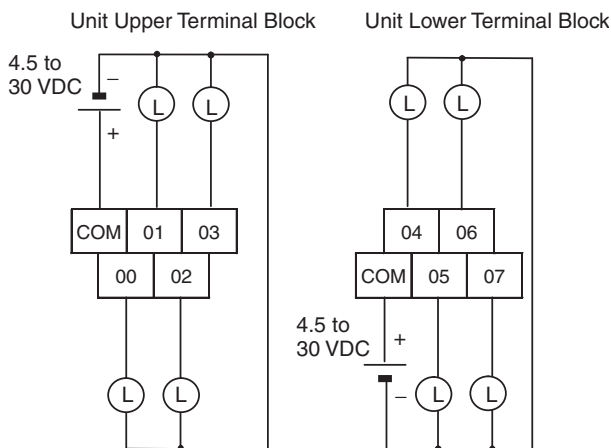 Unit Upper Terminal Block
4.5 to
30 VDC
–
+
L
L
COM 01 03
00 02
L
L
Unit Lower Terminal Block
L
L
04 06
COM 05 07
4.5 to
30 VDC
+
–
L
L